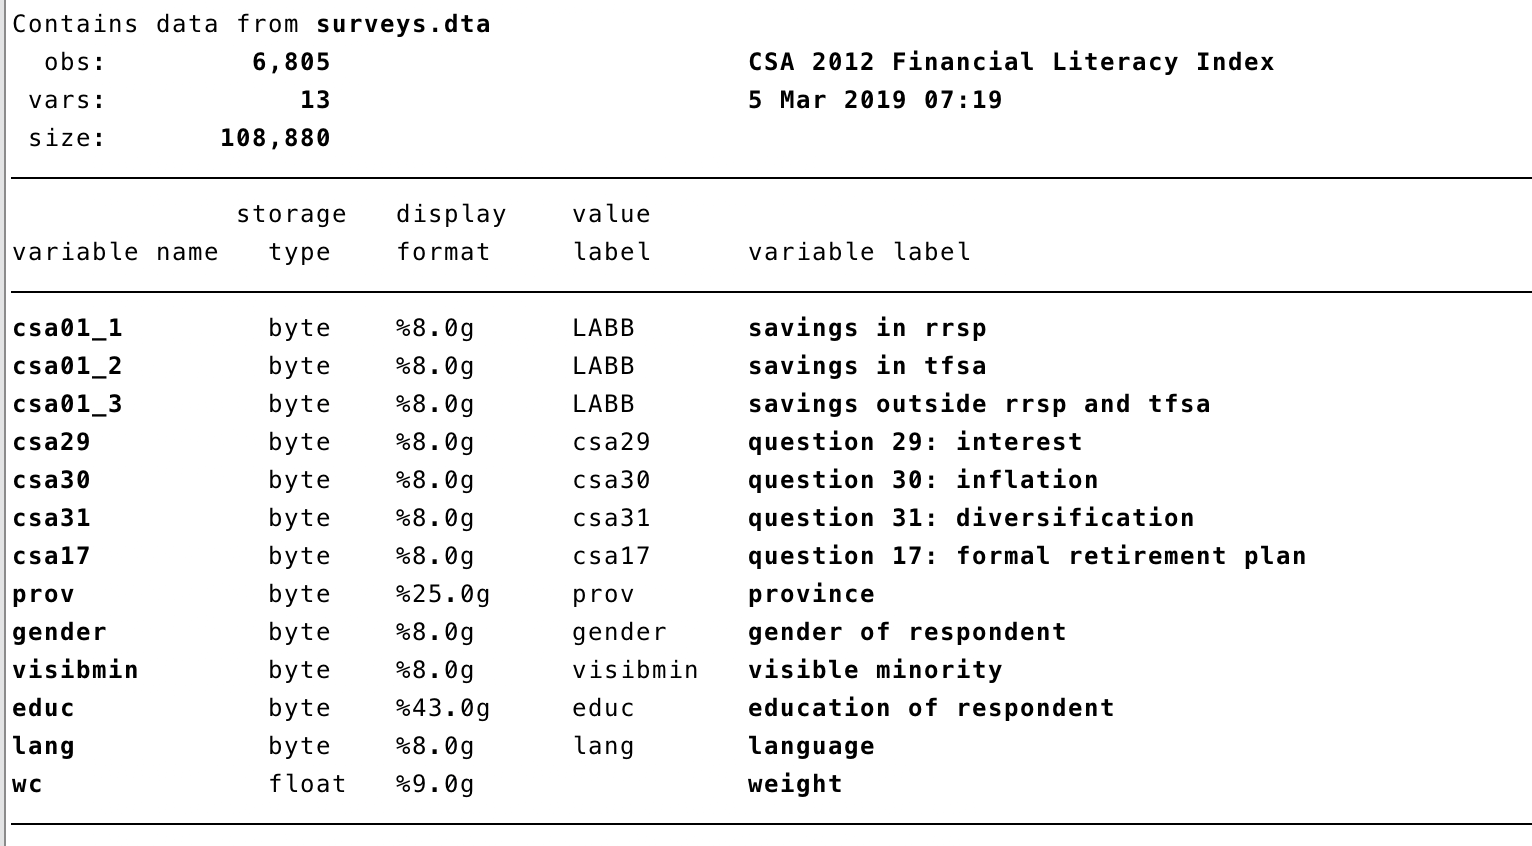 Contains data from surveys.dta
obs: 6,805 CSA 2012 Financial Literacy Index
vars: 13 5 Mar 2019 07:19
size: 108,880
storage display value
variable name type format label variable label
csa01_1 byte %8.0g LABB savings in rrsp
csa01_2 byte %8.0g LABB savings in tfsa
csa01_3 byte %8.0g LABB savings outside rrsp and tfsa
csa29 byte %8.0g csa29 question 29: interest
csa30 byte %8.0g csa30 question 30: inflation
csa31 byte %8.0g csa31 question 31: diversification
csa17 byte %8.0g csa17 question 17: formal retirement plan
prov byte %25.0g prov province
gender byte %8.0g gender gender of respondent
visibmin byte %8.0g visibmin visible minority
educ byte %43.0g educ education of respondent
lang byte %8.0g lang language
wc float %9.0g weight